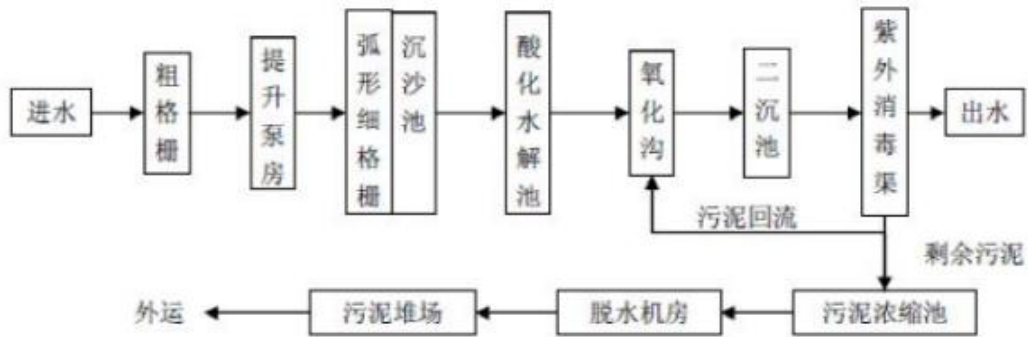 进水
粗格栅
提升泵房
弧形细格栅
沉沙池
酸化水解池
氧化沟
二沉池
紫外消毒渠
出水
污泥回流
剩余污泥
外运
污泥堆场
脱水机房
污泥浓缩池